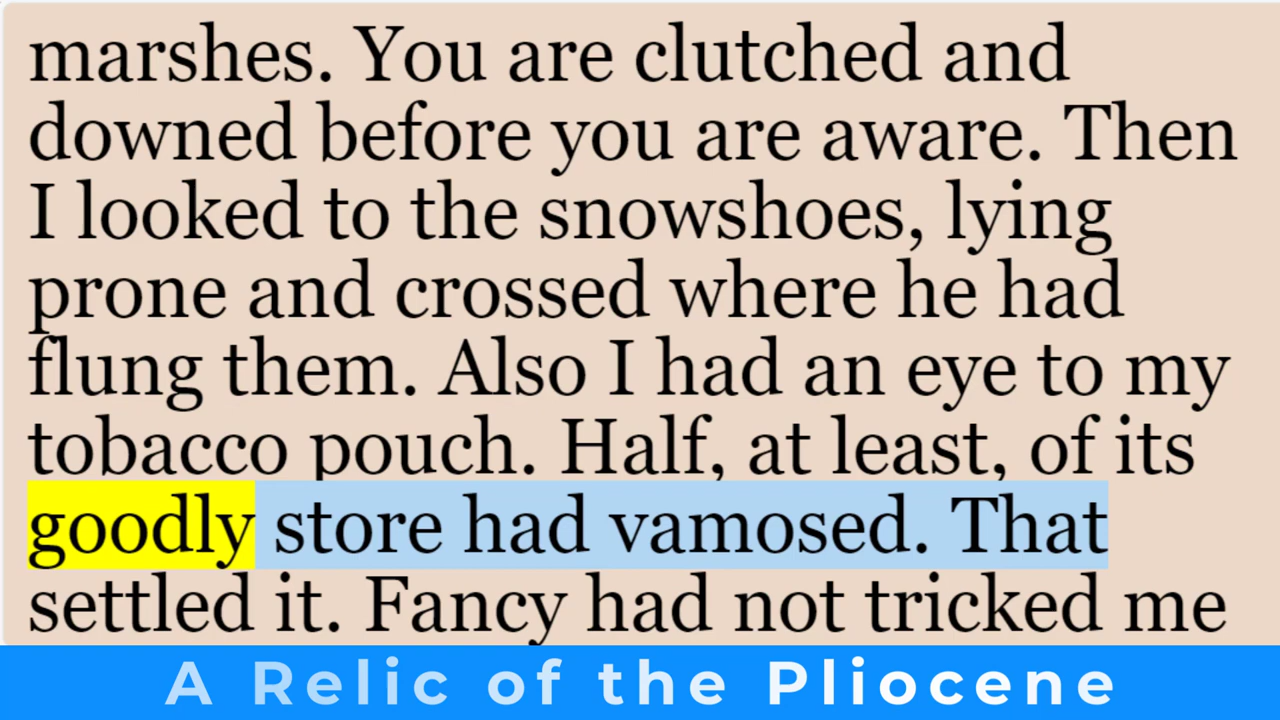 marshes. You are clutched and
downed before you are aware. Then
I looked to the snowshoes, lying
prone and crossed where he had
flung them. Also I had an eye to my
tobacco pouch. Half, at least, of its
goodly store had vamosed. That
settled it. Fancy had not tricked me
A Relic of the Pliocene